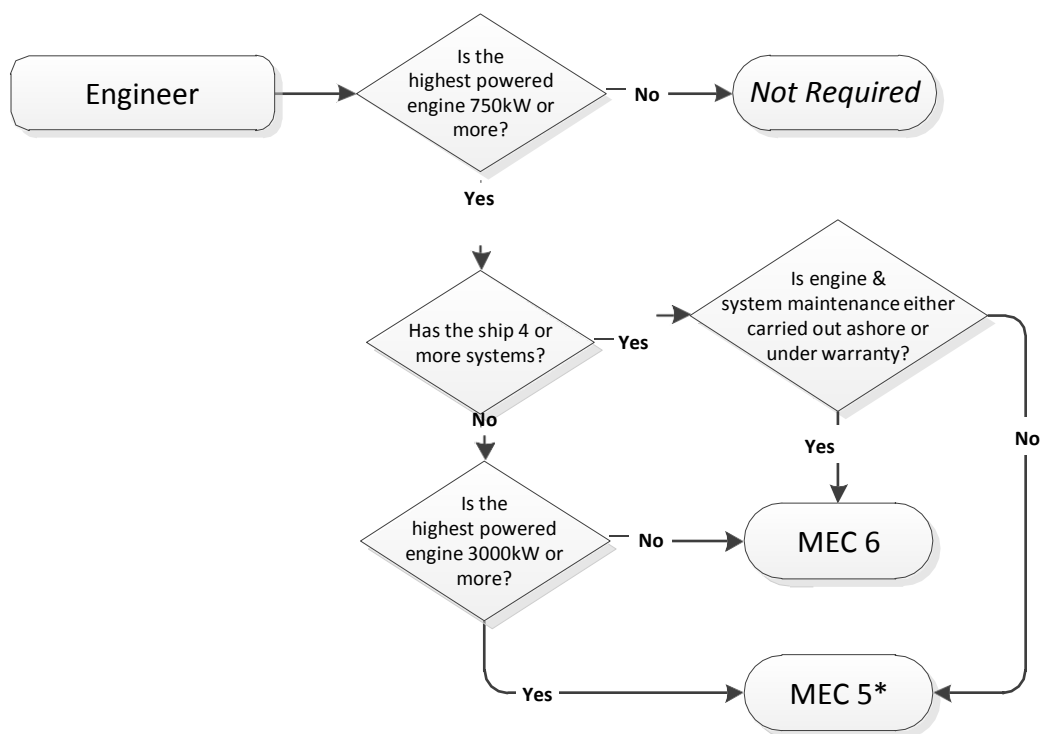 Engineer
Is the
highest powered
engine 750kW or
more?
No
Not Required
Yes
Has the ship 4 or
more systems?
Yes
Is engine &
system maintenance either
carried out ashore or
under warranty?
No
Yes
No
Is the
highest powered
engine 3000kW or
more?
No
MEC 6
Yes
MEC 5*